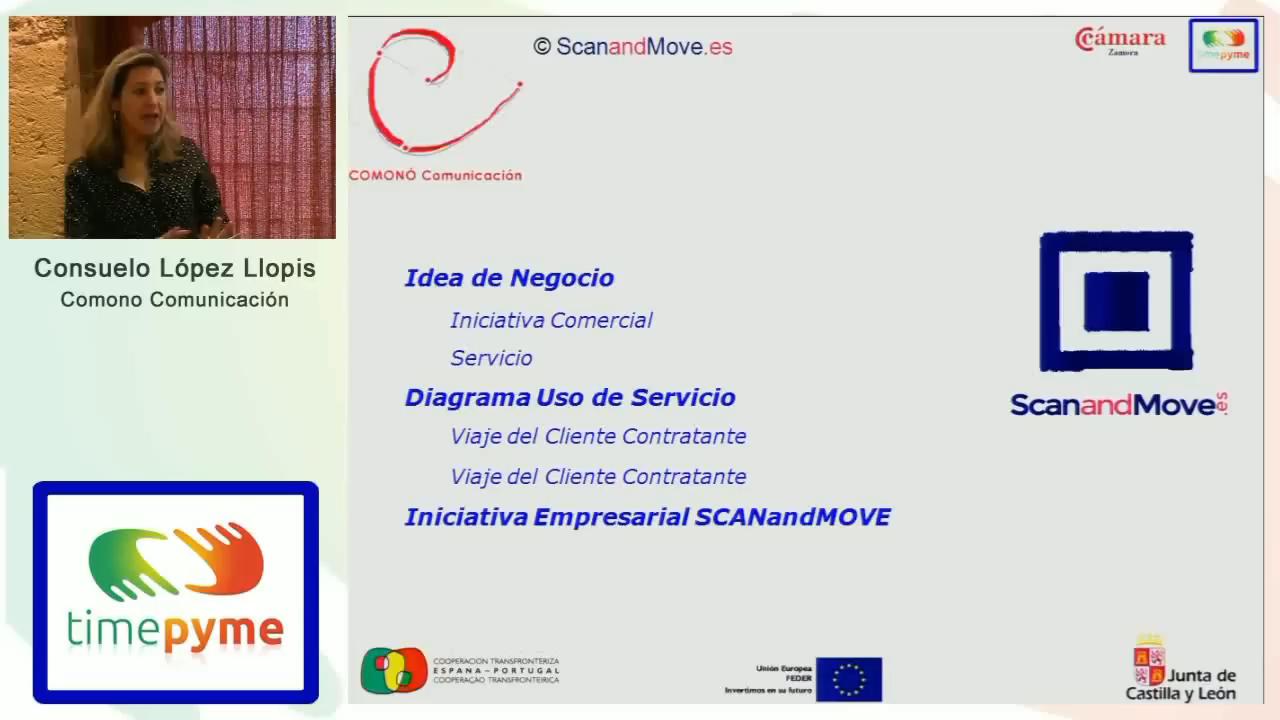 Consuelo López Llopis
Comono Comunicación
timepyme
COMONÓ Comunicación
© ScanandMove.es
Cámara
Zamora
timepyme
Idea de Negocio
Iniciativa Comercial
Servicio
Diagrama Uso de Servicio
Viaje del Cliente Contratante
Viaje del Cliente Contratante
Iniciativa Empresarial SCANandMOVE
ScanandMove.es
COOPERACION TRANSFRONTERIZA
ESPAÑA – PORTUGAL
COOPERAÇÃO TRANSFRONTEIRIÇA
Unión Europea
FEDER
Invertimos en su futuro
Junta de
Castilla y León